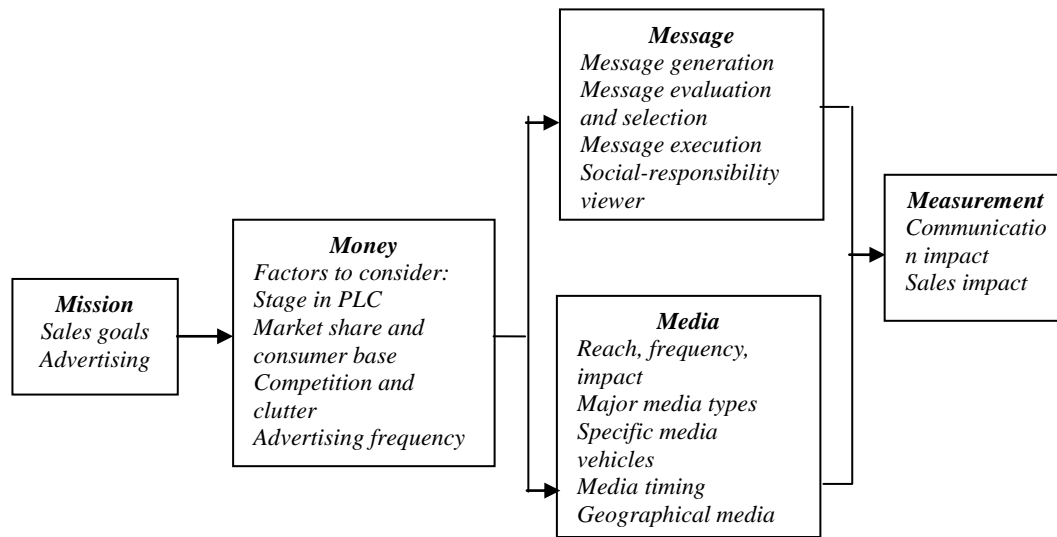 Mission
Sales goals
Advertising
Money
Factors to consider:
Stage in PLC
Market share and
consumer base
Competition and
clutter
Advertising frequency
Message
Message generation
Message evaluation
and selection
Message execution
Social-responsibility
viewer
Media
Reach, frequency,
impact
Major media types
Specific media
vehicles
Media timing
Geographical media
Measurement
Communicatio
n impact
Sales impact